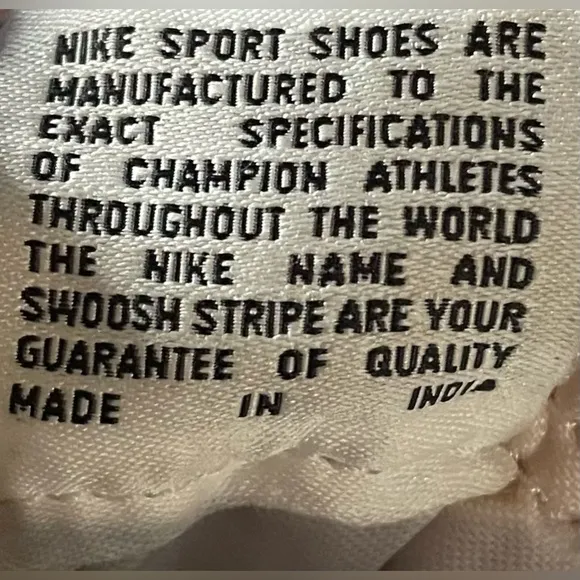 NIKE SPORT SHOES ARE
MANUFACTURED TO THE
EXACT SPECIFICATIONS
OF CHAMPION ATHLETES
THROUGHOUT THE WORLD
THE NIKE NAME AND
SWOOSH STRIPE ARE YOUR
GUARANTEE OF QUALITY
MADE IN INDIA